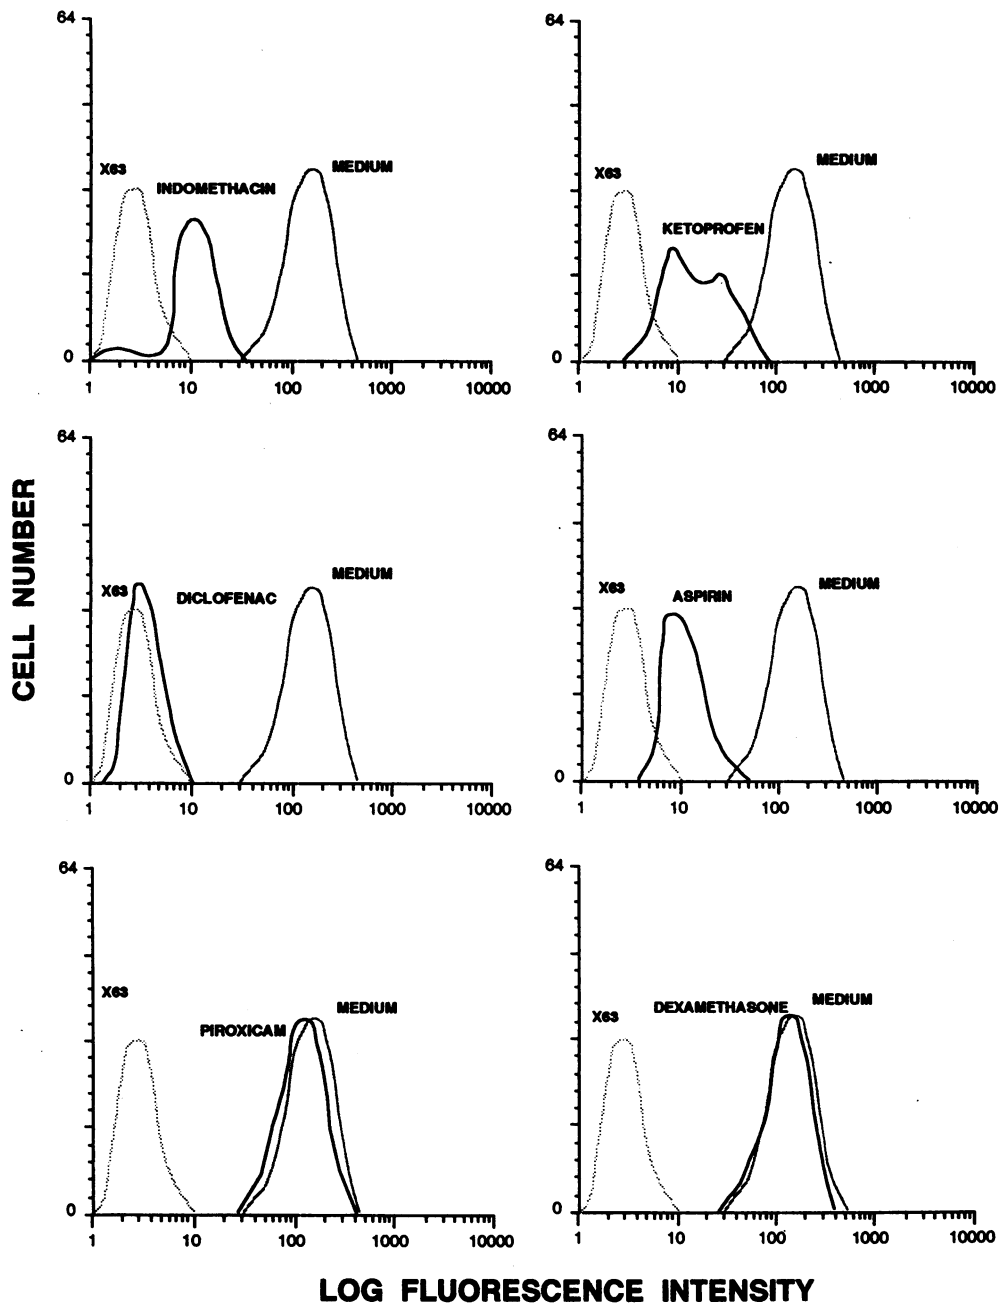 64
X63
INDOMETHACIN
MEDIUM
0
1 10 100 1000 10000
64
X63
KETOPROFEN
MEDIUM
0
1 10 100 1000 10000
64
X63
DICLOFENAC
MEDIUM
0
1 10 100 1000 10000
64
X63
ASPIRIN
MEDIUM
0
1 10 100 1000 10000
64
X63
PIROXICAM
MEDIUM
0
1 10 100 1000 10000
64
X63
DEXAMETHASONE
MEDIUM
0
1 10 100 1000 10000
CELL NUMBER
LOG FLUORESCENCE INTENSITY